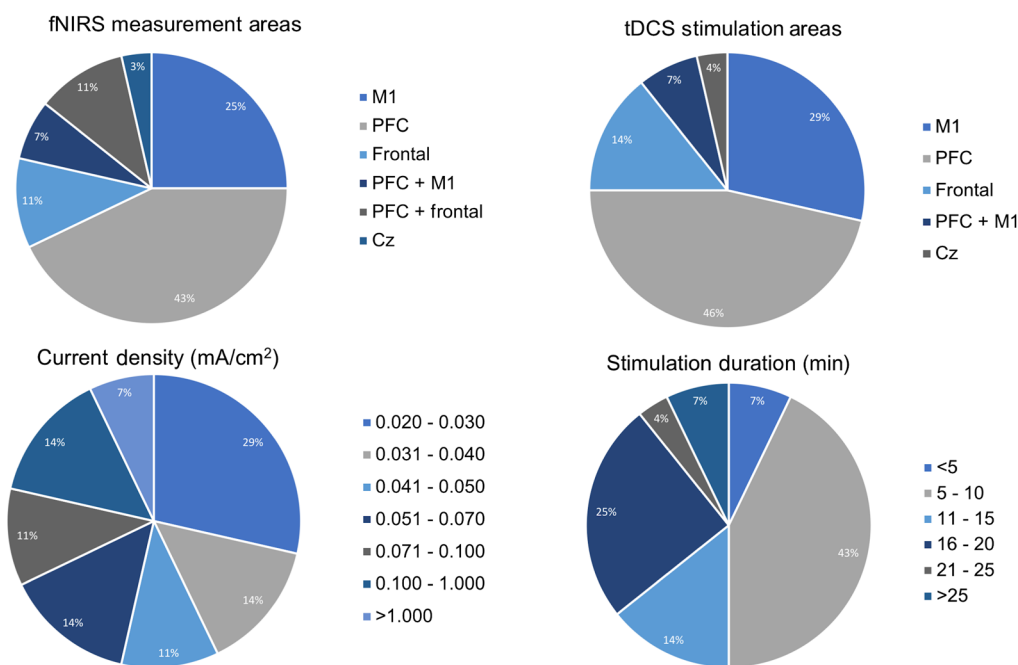 fNIRS measurement areas
3%
11%
25%
7%
11%
43%
M1
PFC
Frontal
PFC + M1
PFC + frontal
Cz
tDCS stimulation areas
4%
7%
29%
14%
46%
M1
PFC
Frontal
PFC + M1
Cz
Current density (mA/cm²)
7%
14%
29%
11%
14%
14%
11%
0.020 - 0.030
0.031 - 0.040
0.041 - 0.050
0.051 - 0.070
0.071 - 0.100
0.100 - 1.000
>1.000
Stimulation duration (min)
7%
7%
4%
25%
43%
14%
<5
5 - 10
11 - 15
16 - 20
21 - 25
>25